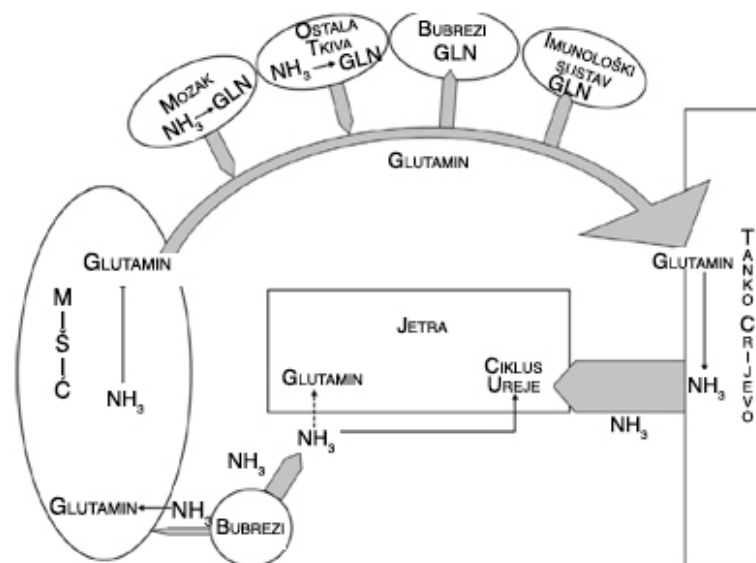 OSTALA
TKIVA
NH₃ → GLN
BUBREZI
GLN
IMUNOLOŠKI
SUSTAV
GLN
MOZAK
NH₃ → GLN
GLUTAMIN
GLUTAMIN
MIŠIĆ
NH₃
GLUTAMIN
NH₃
BUBREZI
NH₃
JETRA
GLUTAMIN
CIKLUS
UREJE
NH₃
NH₃
GLUTAMIN
NH₃
TANKO CRIJEVO